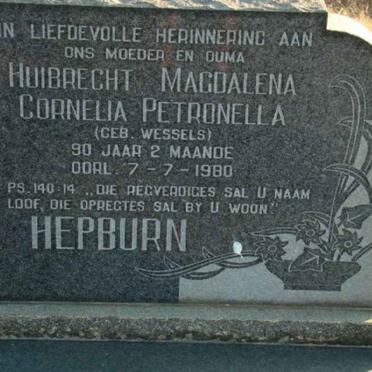 IN LIEFDEVOLLE HERINNERING AAN
ONS MOEDER EN OUMA
HUIBRECHT MAGDALENA
CORNELIA PETRONELLA
(GEB. WESSELS)
90 JAAR 2 MAANDE
OORL. 7-7-1980
PS. 140:14 „DIE REGVERDIGES SAL U NAAM
LOOF, DIE OPREGTES SAL BY U WOON."
HEPBURN